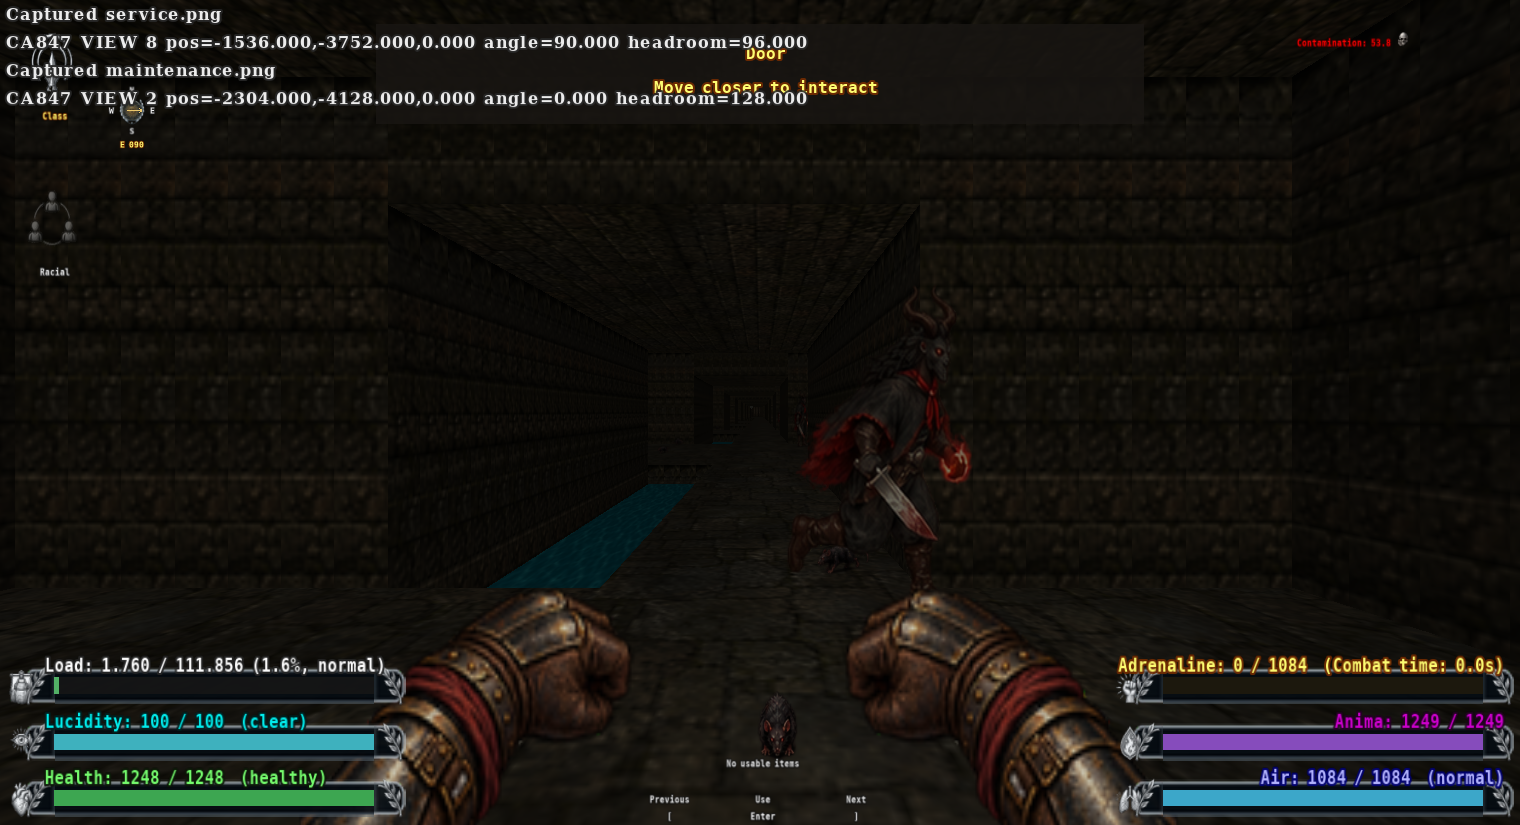 Captured service.png
CA847 VIEW 8 pos=-1536.000,-3752.000,0.000 angle=90.000 headroom=96.000
Door
Captured maintenance.png
Move closer to interact
CA847 VIEW 2 pos=-2304.000,-4128.000,0.000 angle=0.000 headroom=128.000
Contamination: 53.8
Class
W E
S
E 090
Racial
Load: 1.760 / 111.856 (1.6%, normal)
Lucidity: 100 / 100 (clear)
Health: 1248 / 1248 (healthy)
Adrenaline: 0 / 1084 (Combat time: 0.0s)
Anima: 1249 / 1249
Air: 1084 / 1084 (normal)
No usable items
Previous Use Next
[ Enter ]